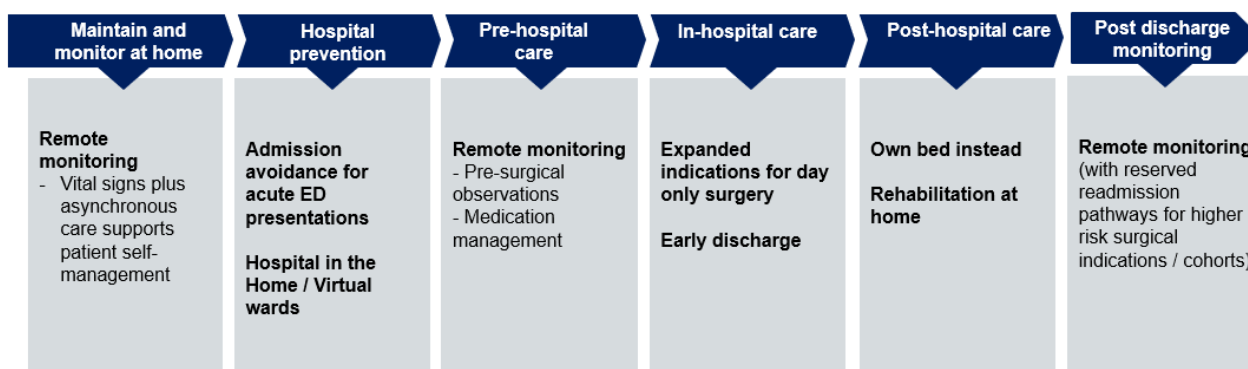 Maintain and
monitor at home
Hospital
prevention
Pre-hospital
care
In-hospital care
Post-hospital care
Post discharge
monitoring
Remote
monitoring
- Vital signs plus
asynchronous
care supports
patient self-
management
Admission
avoidance for
acute ED
presentations
Hospital in the
Home / Virtual
wards
Remote monitoring
- Pre-surgical
observations
- Medication
management
Expanded
indications for day
only surgery
Early discharge
Own bed instead
Rehabilitation at
home
Remote monitoring
(with reserved
readmission
pathways for higher
risk surgical
indications / cohorts)